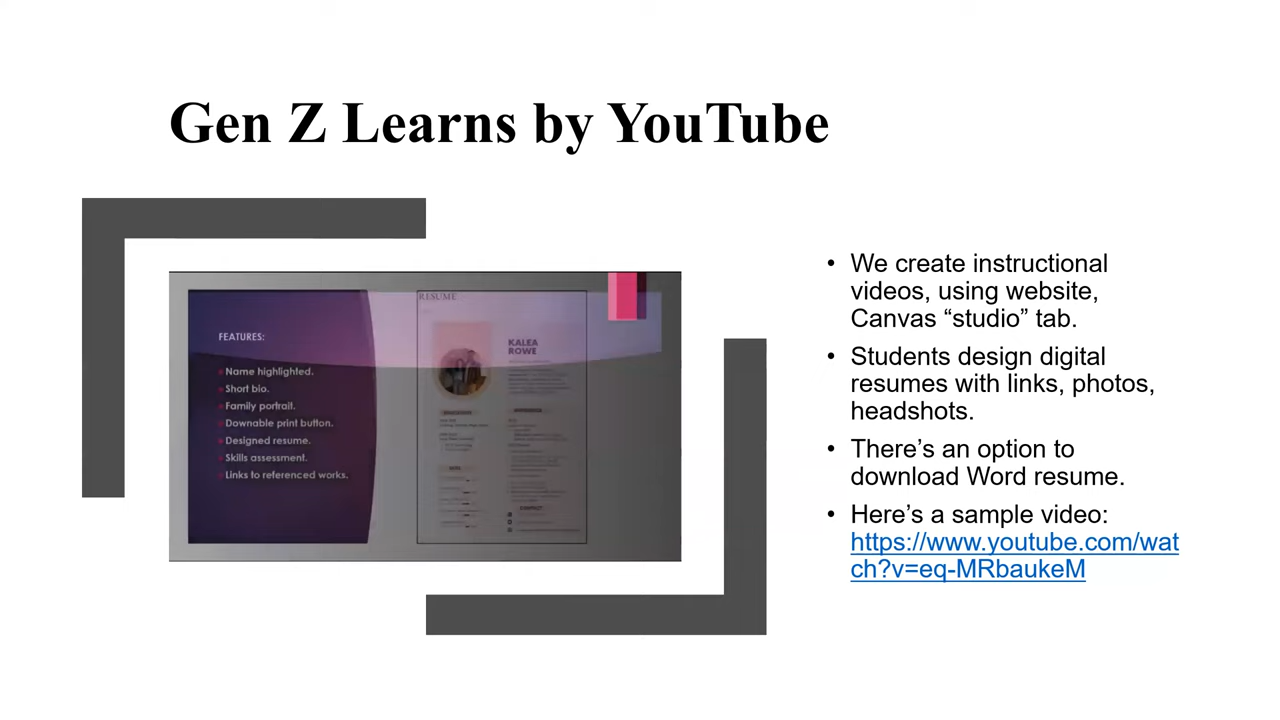 Gen Z Learns by YouTube
FEATURES:
Name highlighted.
Short bio.
Family portrait.
Downable print button.
Designed resume.
Skills assessment.
Links to referenced works.
RESUME
KALEA
ROWE
CONTACT
• We create instructional
videos, using website,
Canvas “studio” tab.
• Students design digital
resumes with links, photos,
headshots.
• There’s an option to
download Word resume.
• Here’s a sample video:
https://www.youtube.com/wat
ch?v=eq-MRbaukeM